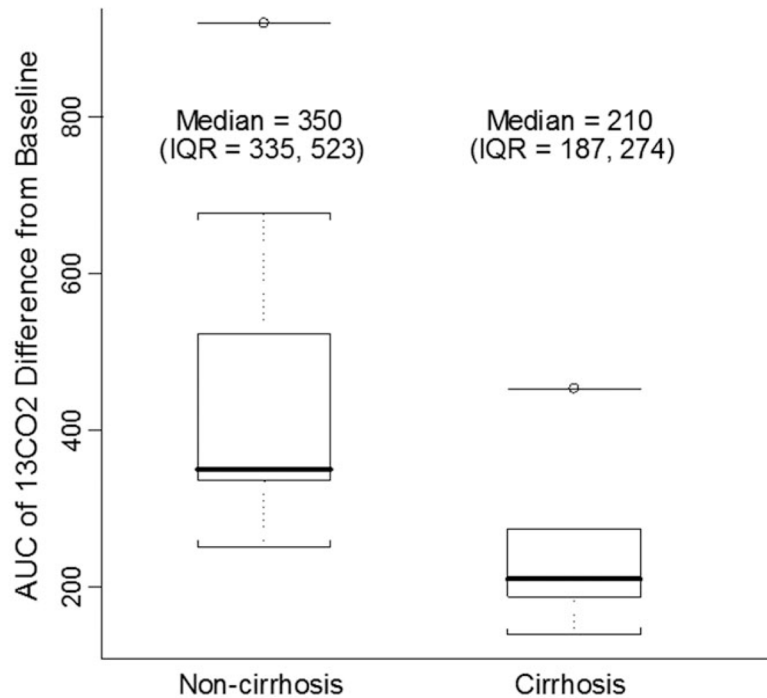 AUC of 13CO2 Difference from Baseline
800
600
400
200
Median = 350
(IQR = 335, 523)
Median = 210
(IQR = 187, 274)
Non-cirrhosis
Cirrhosis